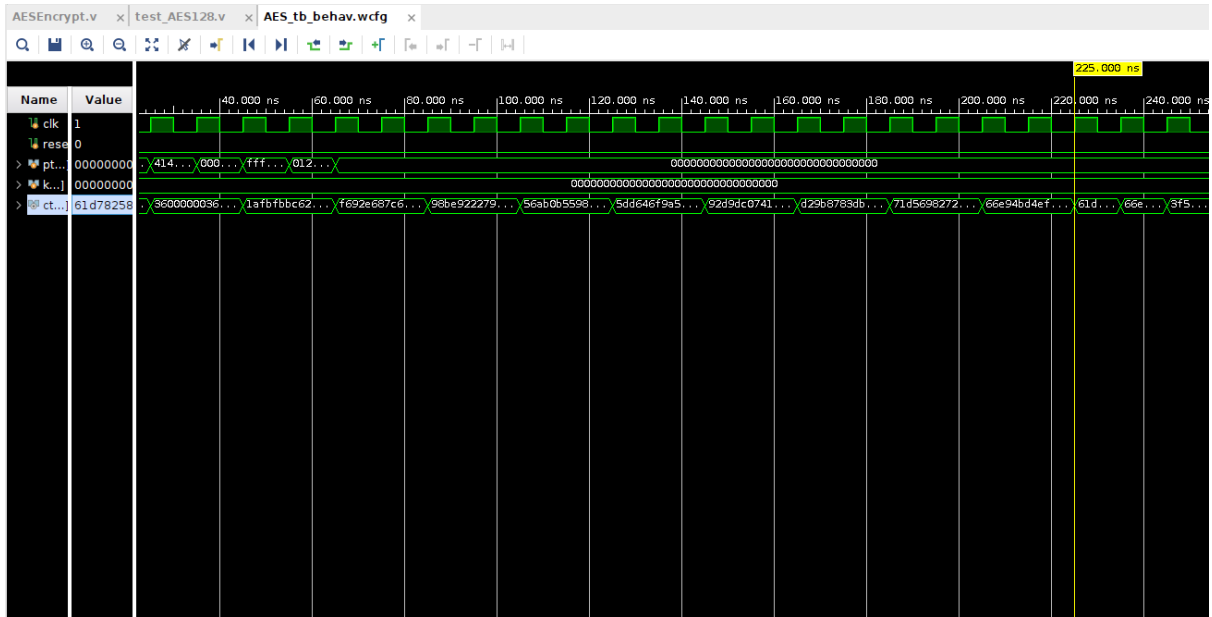 AESEncrypt.v × test_AES128.v × AES_tb_behav.wcfg ×
225.000 ns
Name Value
40.000 ns 60.000 ns 80.000 ns 100.000 ns 120.000 ns 140.000 ns 160.000 ns 180.000 ns 200.000 ns 220.000 ns 240.000 ns
clk 1
rese 0
pt...] 00000000 414... 000... fff... 012... 00000000000000000000000000000000
k...] 00000000 00000000000000000000000000000000
ct...] 61d78258 3600000036... 1afbfbbc62... f692e687c6... 98be922279... 56ab0b5598... 5dd646f9a5... 92d9dc0741... d29b8783db... 71d5698272... 66e94bd4ef... 61d... 66e... 3f5...